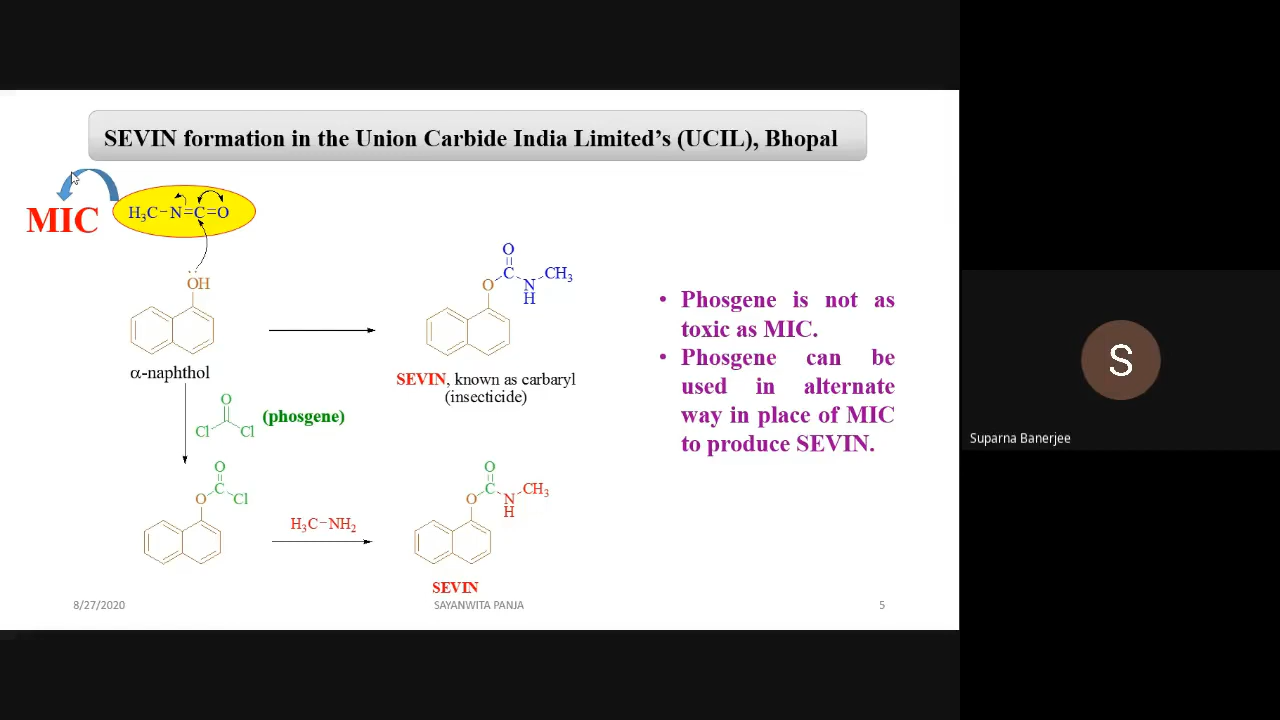 SEVIN formation in the Union Carbide India Limited's (UCIL), Bhopal
MIC
H3C-N=C=O
OH
α-naphthol
O
O C N CH3
H
SEVIN, known as carbaryl
(insecticide)
• Phosgene is not as
toxic as MIC.
• Phosgene can be
used in alternate
way in place of MIC
to produce SEVIN.
O
Cl Cl
(phosgene)
O
O C Cl
H3C-NH2
O
O C N CH3
H
SEVIN
8/27/2020
SAYANWITA PANJA
5
S
Suparna Banerjee